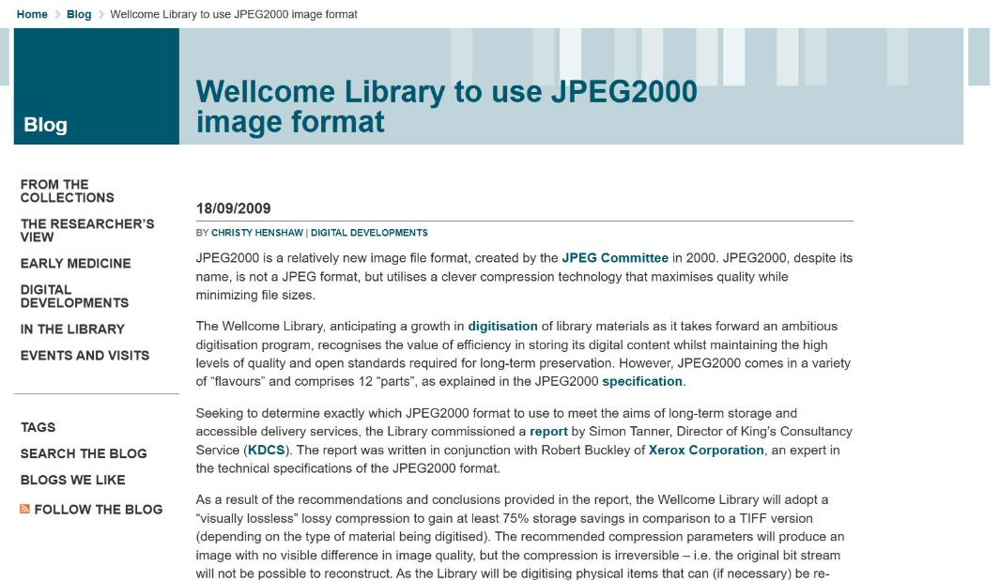 Home > Blog > Wellcome Library to use JPEG2000 image format
Blog
Wellcome Library to use JPEG2000
image format
FROM THE
COLLECTIONS
THE RESEARCHER'S
VIEW
EARLY MEDICINE
DIGITAL
DEVELOPMENTS
IN THE LIBRARY
EVENTS AND VISITS
TAGS
SEARCH THE BLOG
BLOGS WE LIKE
FOLLOW THE BLOG
18/09/2009
BY CHRISTY HENSHAW | DIGITAL DEVELOPMENTS
JPEG2000 is a relatively new image file format, created by the JPEG Committee in 2000. JPEG2000, despite its
name, is not a JPEG format, but utilises a clever compression technology that maximises quality while
minimizing file sizes.
The Wellcome Library, anticipating a growth in digitisation of library materials as it takes forward an ambitious
digitisation program, recognises the value of efficiency in storing its digital content whilst maintaining the high
levels of quality and open standards required for long-term preservation. However, JPEG2000 comes in a variety
of “flavours” and comprises 12 “parts”, as explained in the JPEG2000 specification.
Seeking to determine exactly which JPEG2000 format to use to meet the aims of long-term storage and
accessible delivery services, the Library commissioned a report by Simon Tanner, Director of King’s Consultancy
Service (KDCS). The report was written in conjunction with Robert Buckley of Xerox Corporation, an expert in
the technical specifications of the JPEG2000 format.
As a result of the recommendations and conclusions provided in the report, the Wellcome Library will adopt a
“visually lossless” lossy compression to gain at least 75% storage savings in comparison to a TIFF version
(depending on the type of material being digitised). The recommended compression parameters will produce an
image with no visible difference in image quality, but the compression is irreversible – i.e. the original bit stream
will not be possible to reconstruct. As the Library will be digitising physical items that can (if necessary) be re-